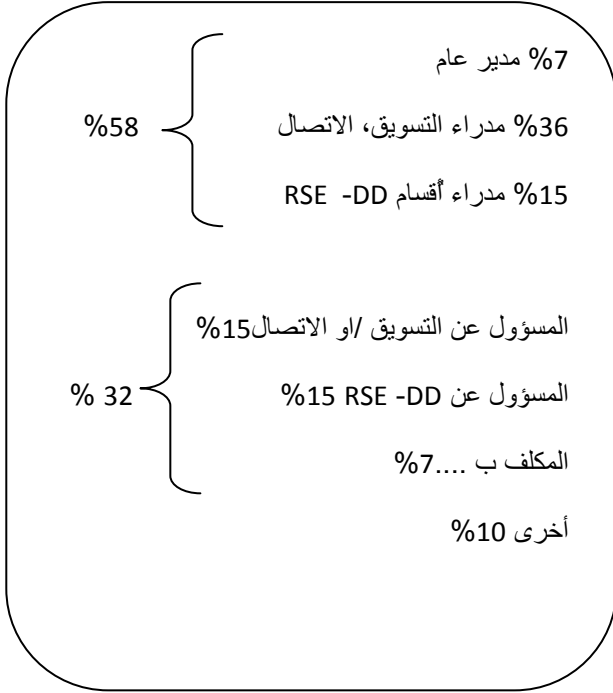 %7 مدير عام
%36 مدراء التسويق، الاتصال
%58
%15 مدراء أقسام RSE -DD
المسؤول عن التسويق /او الاتصال15%
المسؤول عن RSE -DD 15%
% 32
المكلف ب ....7%
أخرى 10%